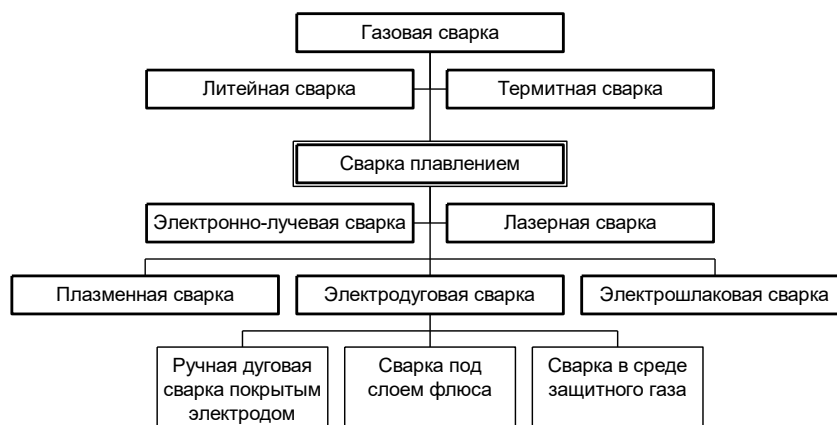 Газовая сварка
Литейная сварка
Термитная сварка
Сварка плавлением
Электронно-лучевая сварка
Лазерная сварка
Плазменная сварка
Электродуговая сварка
Электрошлаковая сварка
Ручная дуговая
сварка покрытым
электродом
Сварка под
слоем флюса
Сварка в среде
защитного газа